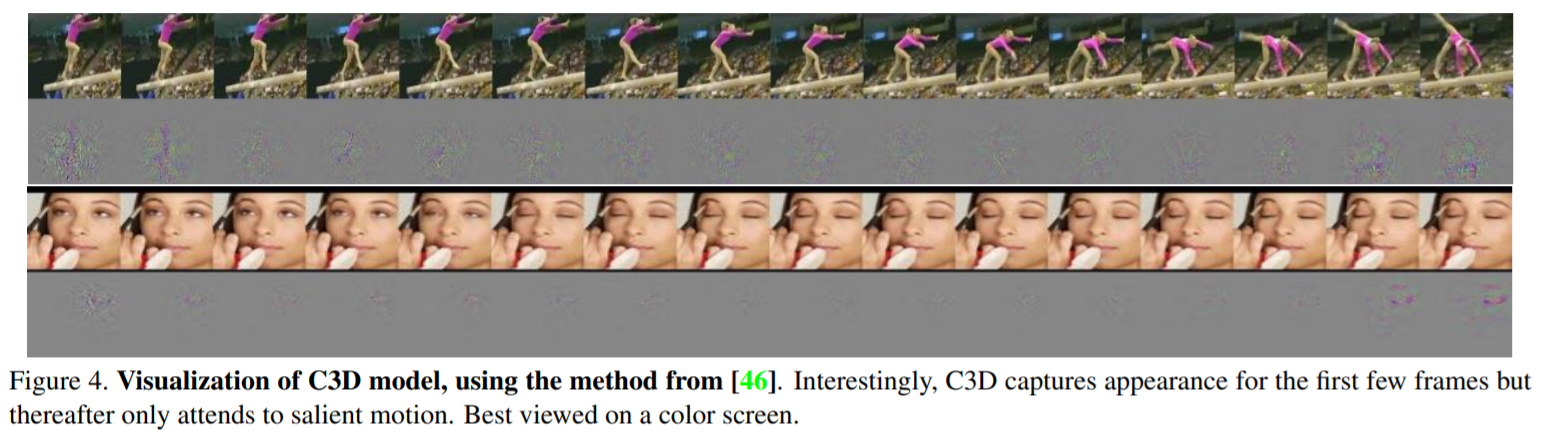 Figure 4. Visualization of C3D model, using the method from [46]. Interestingly, C3D captures appearance for the first few frames but
thereafter only attends to salient motion. Best viewed on a color screen.